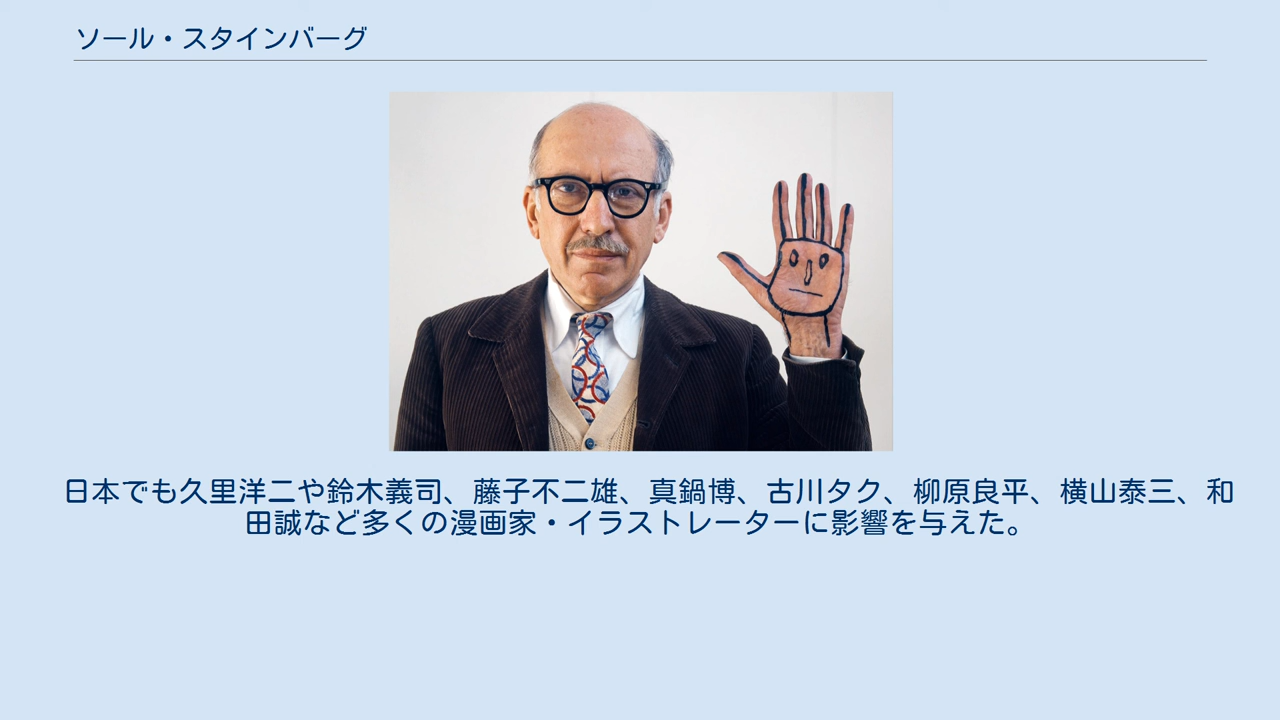 ソール・スタインバーグ
日本でも久里洋二や鈴木義司、藤子不二雄、真鍋博、古川タク、柳原良平、横山泰三、和
田誠など多くの漫画家・イラストレーターに影響を与えた。